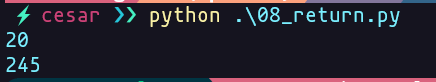 ⚡ cesar ❯❯ python .\08_return.py
20
245